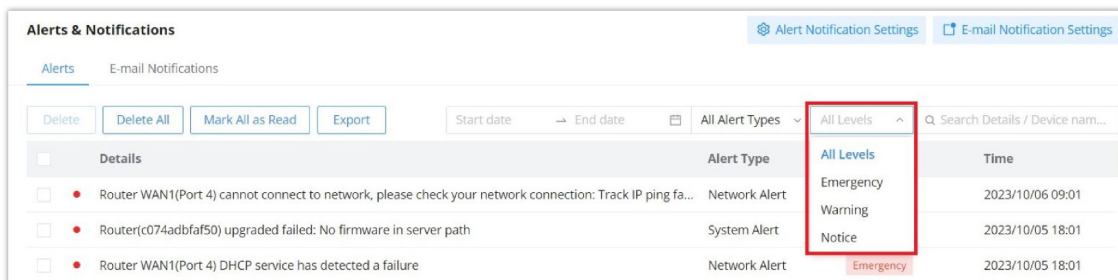 Alerts & Notifications
Alert Notification Settings
E-mail Notification Settings
Alerts
E-mail Notifications
Delete
Delete All
Mark All as Read
Export
Start date
→ End date
All Alert Types
All Levels
Search Details / Device nam...
Details
Alert Type
All Levels
Time
Emergency
Router WAN1(Port 4) cannot connect to network, please check your network connection: Track IP ping fa...
Network Alert
2023/10/06 09:01
Warning
Router(c074adbfaf50) upgraded failed: No firmware in server path
System Alert
Notice
2023/10/05 18:01
Router WAN1(Port 4) DHCP service has detected a failure
Network Alert
Emergency
2023/10/05 18:01